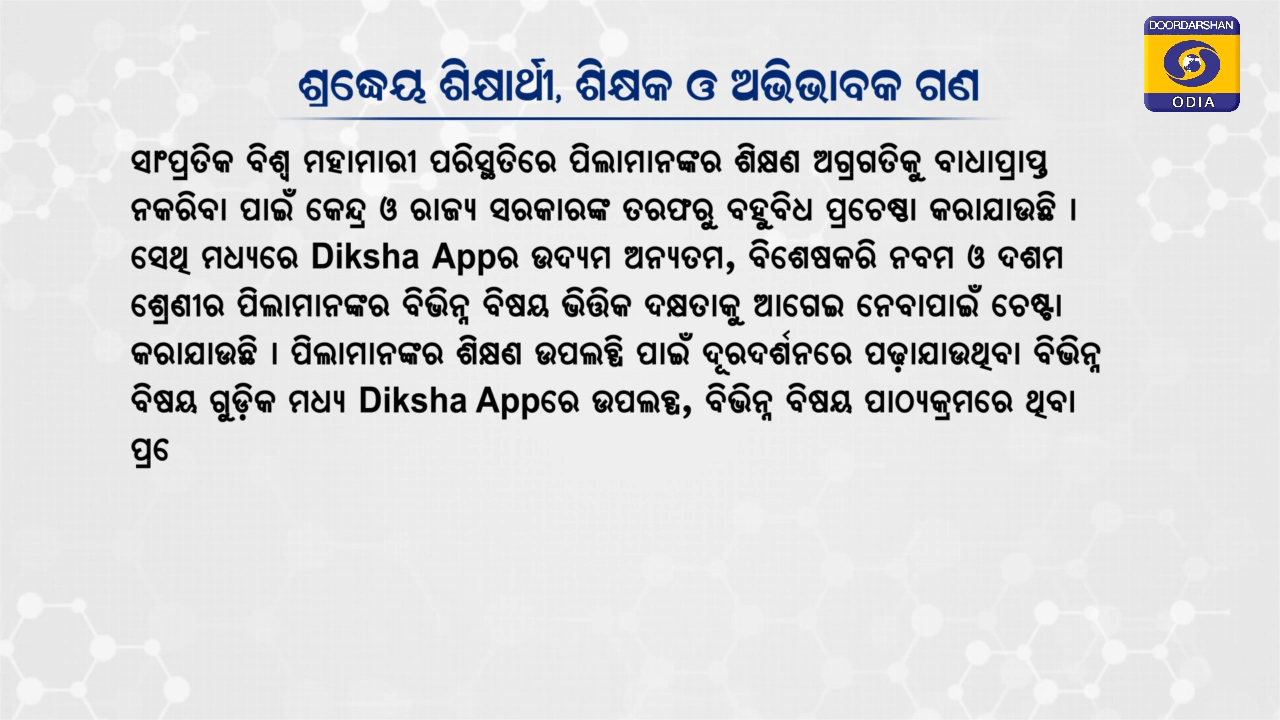 ଶ୍ରଦ୍ଧେୟ ଶିକ୍ଷାର୍ଥୀ, ଶିକ୍ଷକ ଓ ଅଭିଭାବକ ଗଣ
DOORDARSHAN
ODIA
ସାଂପ୍ରତିକ ବିଶ୍ୱ ମହାମାରୀ ପରିସ୍ଥିତିରେ ପିଲାମାନଙ୍କର ଶିକ୍ଷଣ ଅଗ୍ରଗତିକୁ ବାଧାପ୍ରାପ୍ତ
ନକରିବା ପାଇଁ କେନ୍ଦ୍ର ଓ ରାଜ୍ୟ ସରକାରଙ୍କ ତରଫରୁ ବହୁବିଧ ପ୍ରଚେଷ୍ଠା କରାଯାଉଛି ।
ସେଥି ମଧ୍ୟରେ Diksha Appର ଉଦ୍ୟମ ଅନ୍ୟତମ, ବିଶେଷକରି ନବମ ଓ ଦଶମ
ଶ୍ରେଣୀର ପିଲାମାନଙ୍କର ବିଭିନ୍ନ ବିଷୟ ଭିତ୍ତିକ ଦକ୍ଷତାକୁ ଆଗେଇ ନେବାପାଇଁ ଚେଷ୍ଟା
କରାଯାଉଛି । ପିଲାମାନଙ୍କର ଶିକ୍ଷଣ ଉପଲବ୍ଧି ପାଇଁ ଦୂରଦର୍ଶନରେ ପଢ଼ାଯାଉଥିବା ବିଭିନ୍ନ
ବିଷୟ ଗୁଡ଼ିକ ମଧ୍ୟ Diksha Appରେ ଉପଲବ୍ଧ, ବିଭିନ୍ନ ବିଷୟ ପାଠ୍ୟକ୍ରମରେ ଥିବା
ପ୍ରେ